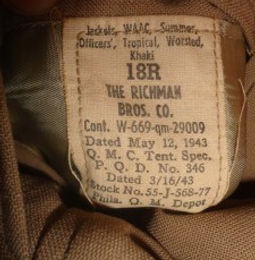 Jackets, WAAC, Summer,
Officers', Tropical, Worsted,
Khaki
18R
THE RICHMAN
BROS. CO.
Cont. W-669-qm-29009
Dated May 12, 1943
Q. M. C. Tent. Spec.
P. Q. D. No. 346
Dated 3/16/43
Stock No. 55-J-568-77
Phila. Q. M. Depot